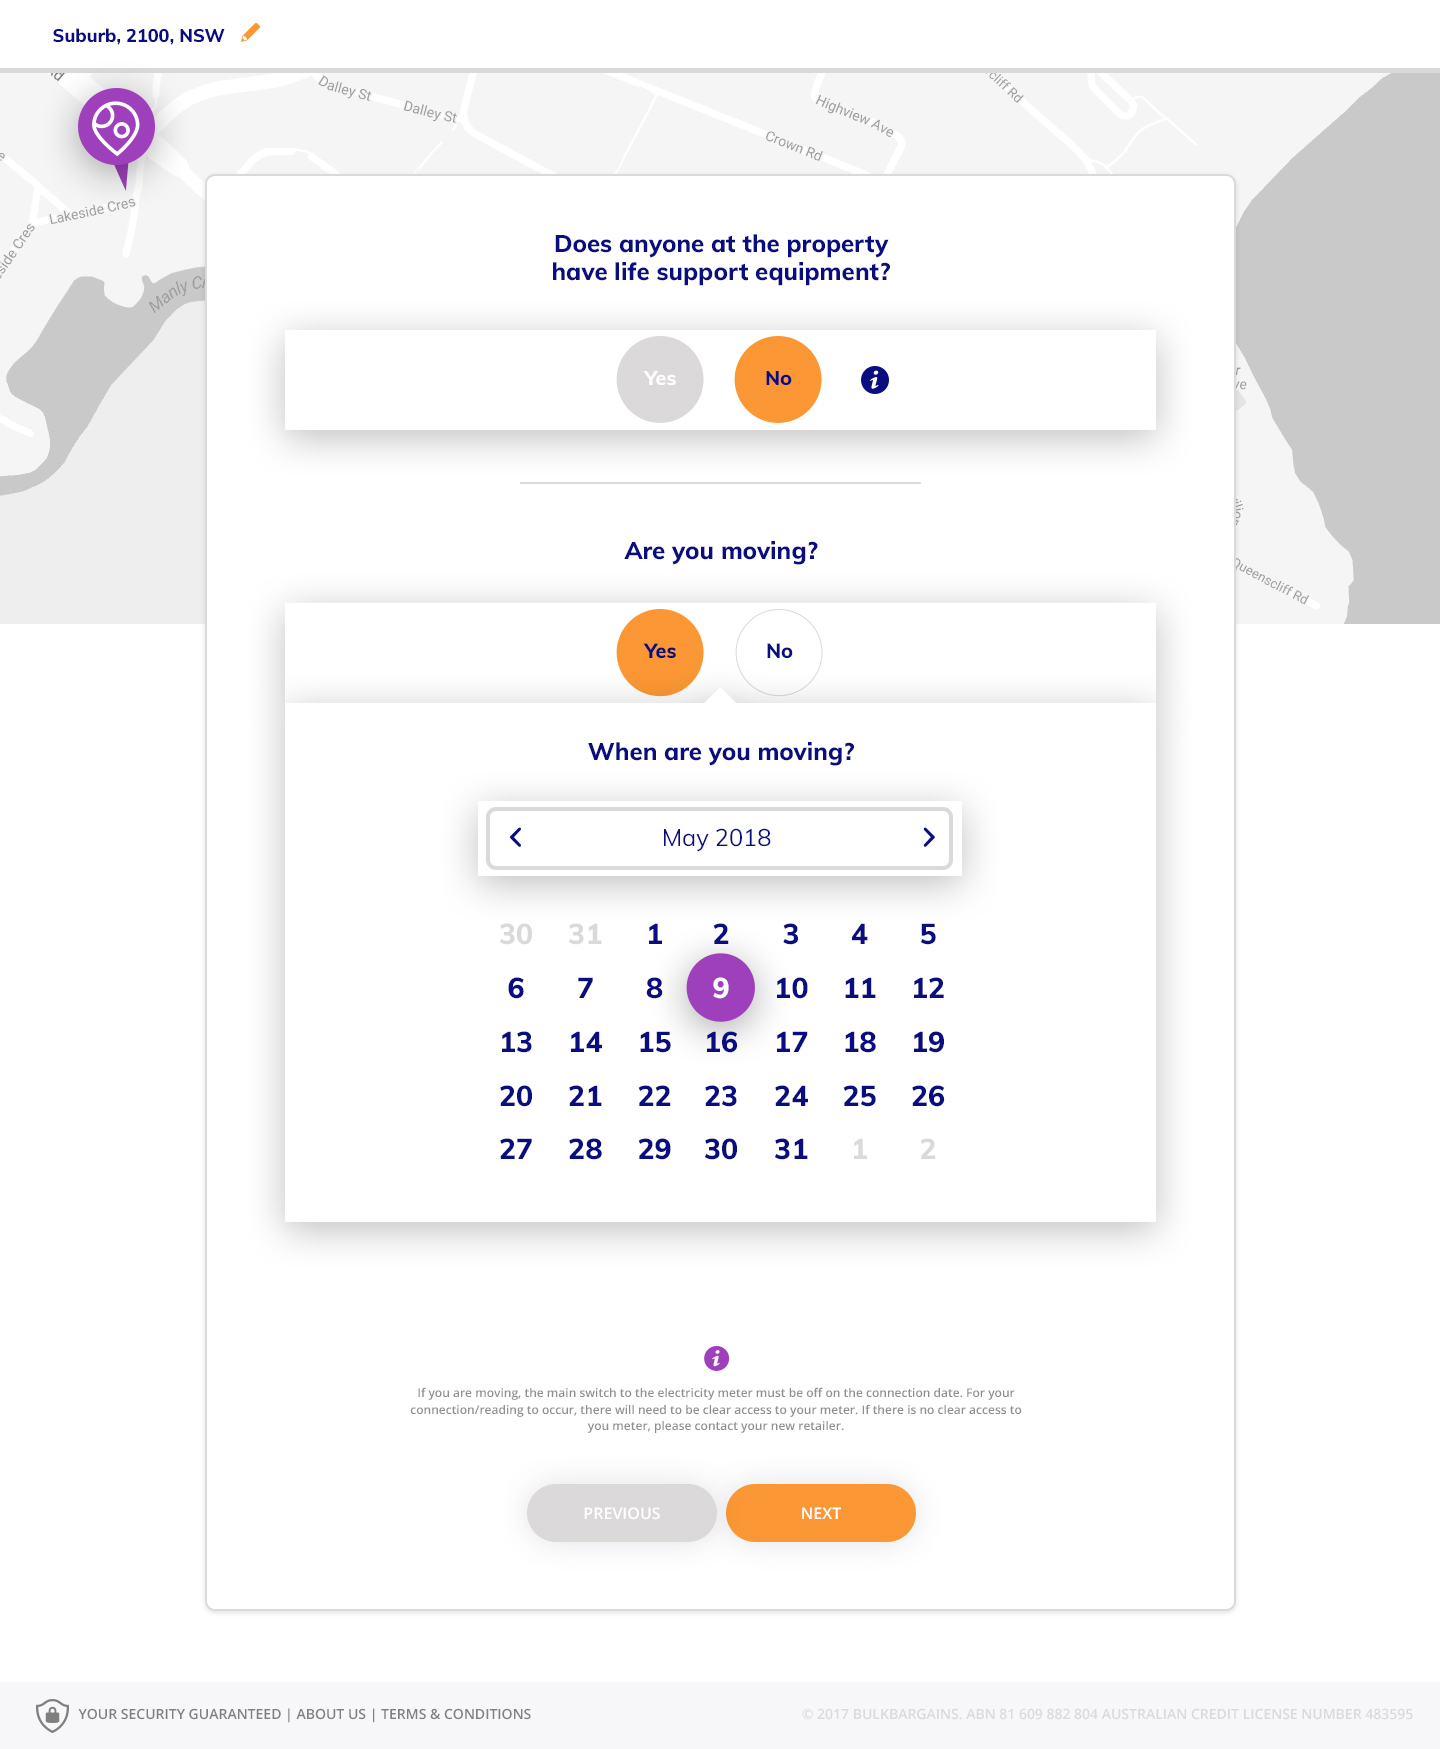 Suburb, 2100, NSW
Dalley St
Dalley St
Highview Ave
Crown Rd
cliff Rd
Lakeside Cres
side Cres
Manly
Queenscliff Rd
Does anyone at the property
have life support equipment?
Yes No
Are you moving?
Yes No
When are you moving?
May 2018
30 31 1 2 3 4 5
6 7 8 9 10 11 12
13 14 15 16 17 18 19
20 21 22 23 24 25 26
27 28 29 30 31 1 2
If you are moving, the main switch to the electricity meter must be off on the connection date. For your
connection/reading to occur, there will need to be clear access to your meter. If there is no clear access to
you meter, please contact your new retailer.
PREVIOUS NEXT
YOUR SECURITY GUARANTEED | ABOUT US | TERMS & CONDITIONS
© 2017 BULKBARGAINS. ABN 81 609 882 804 AUSTRALIAN CREDIT LICENSE NUMBER 483595